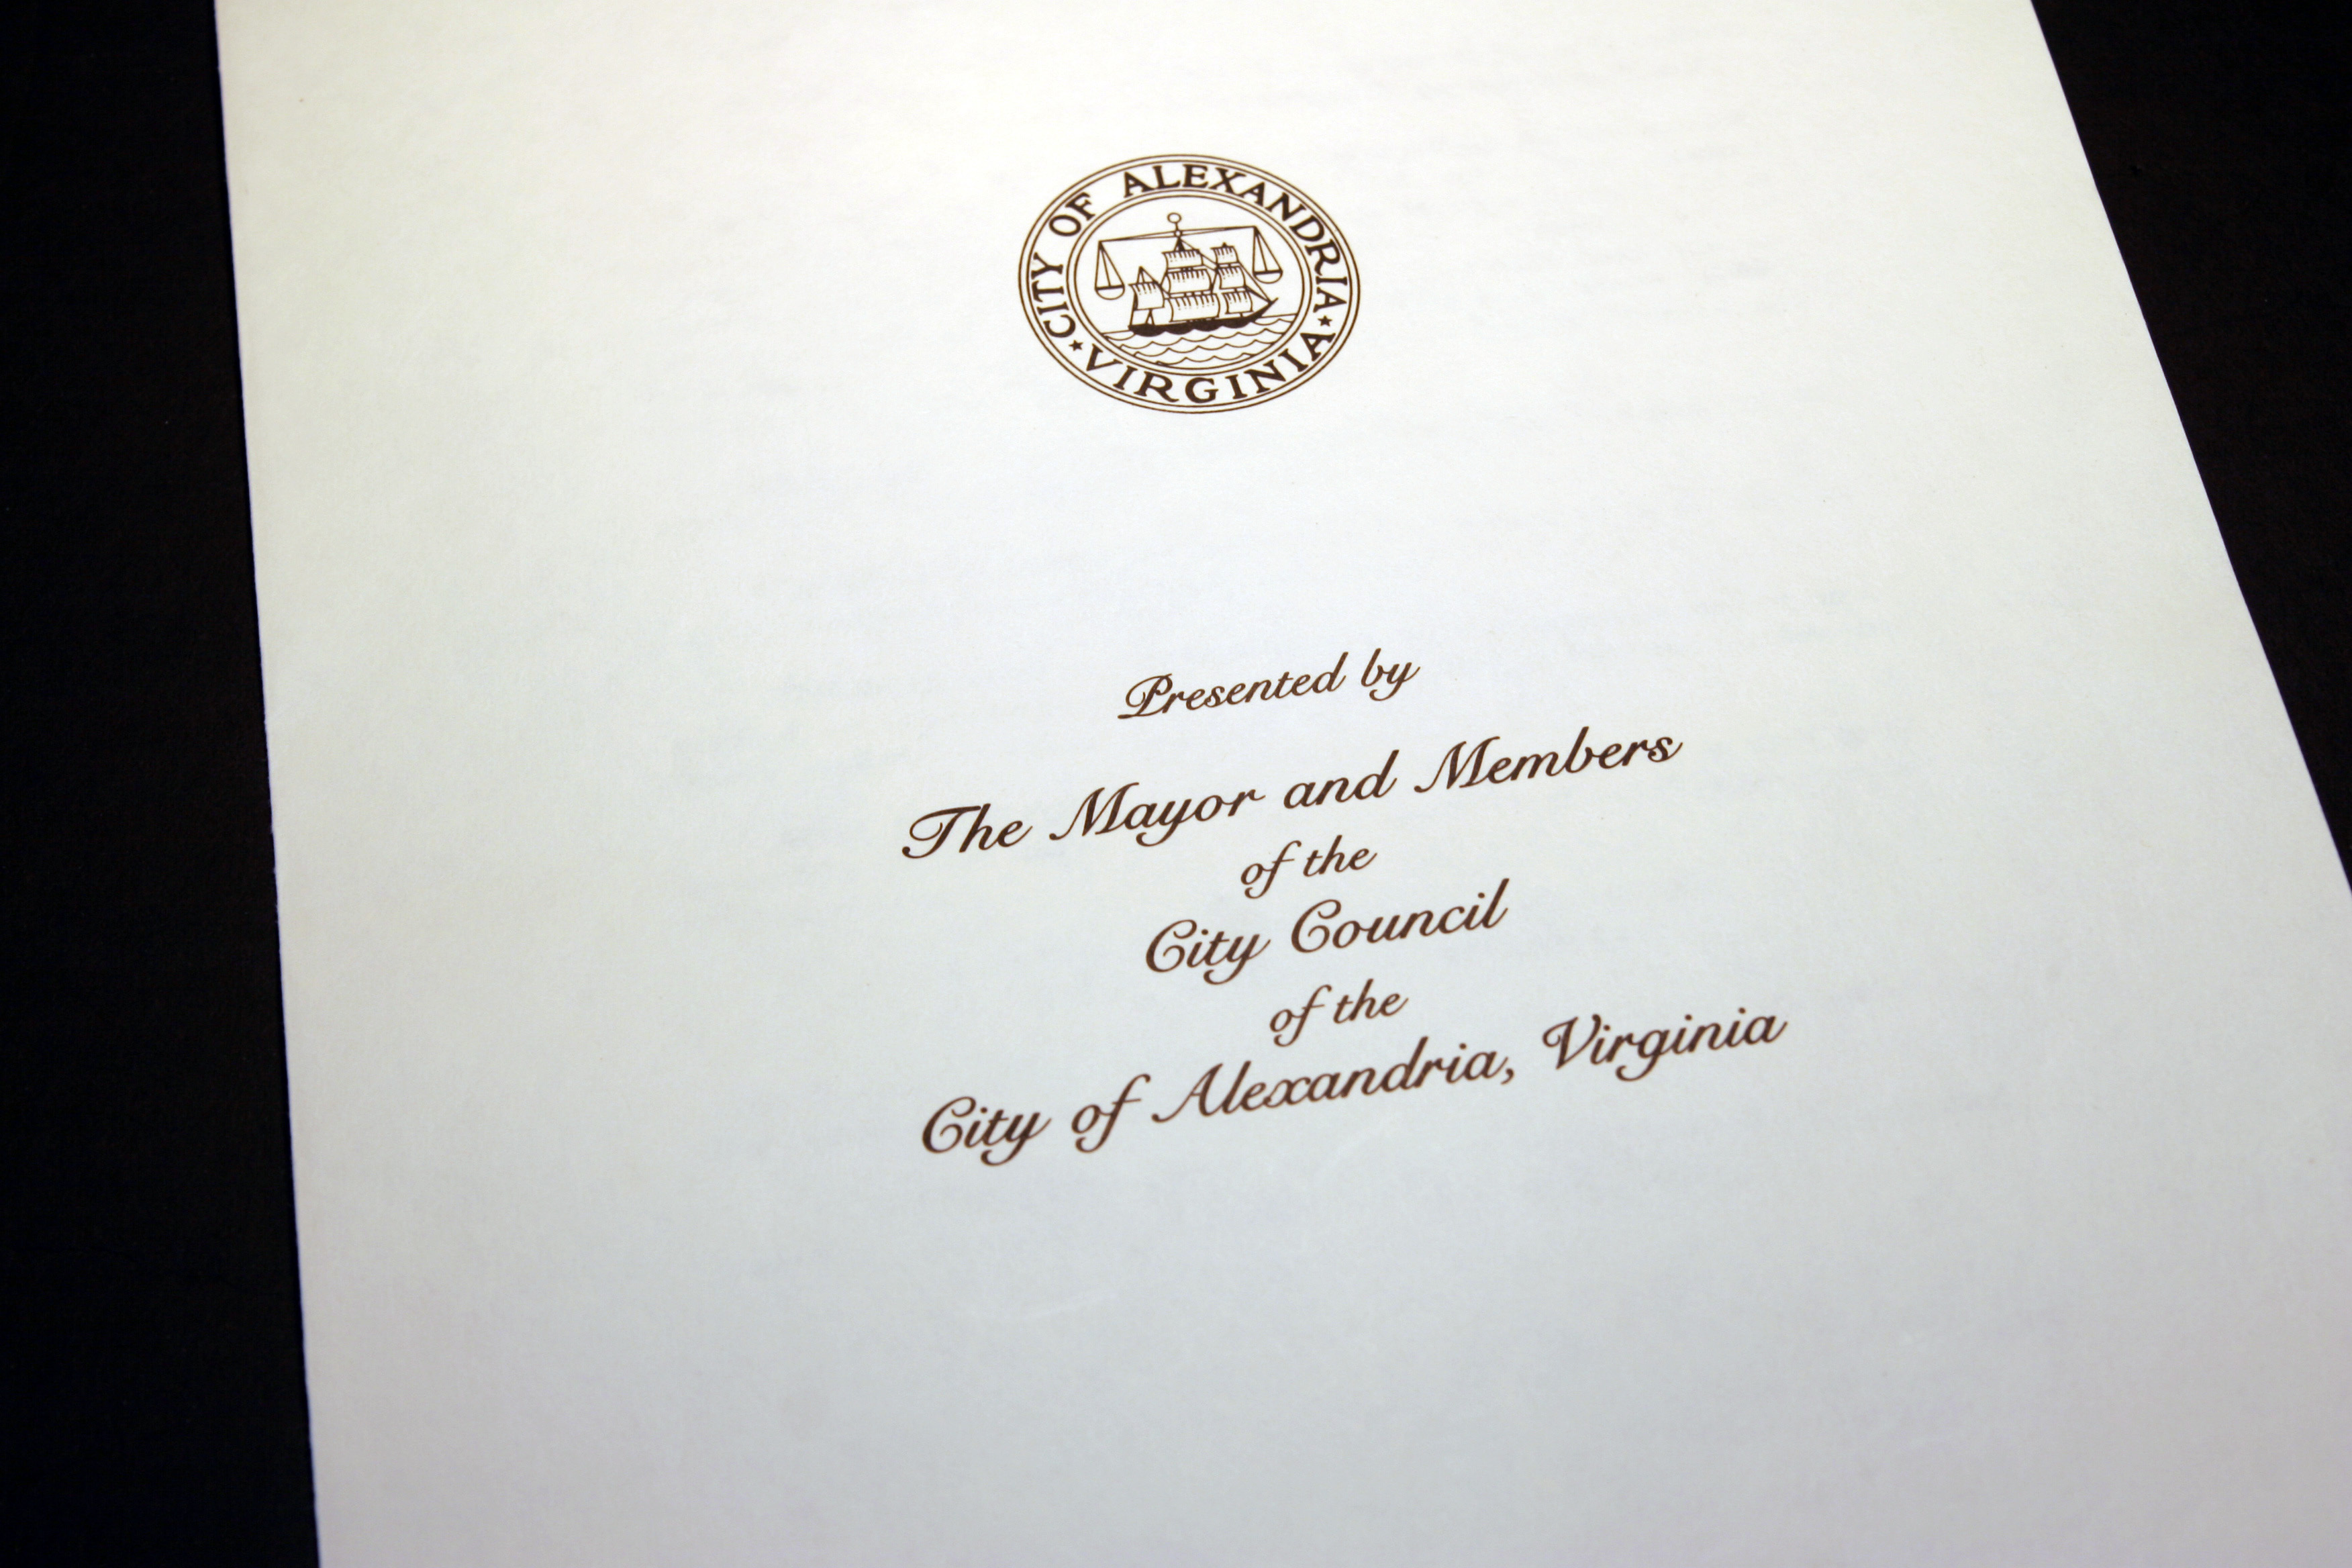 CITY OF ALEXANDRIA
VIRGINIA
Presented by
The Mayor and Members
of the
City Council
of the
City of Alexandria, Virginia